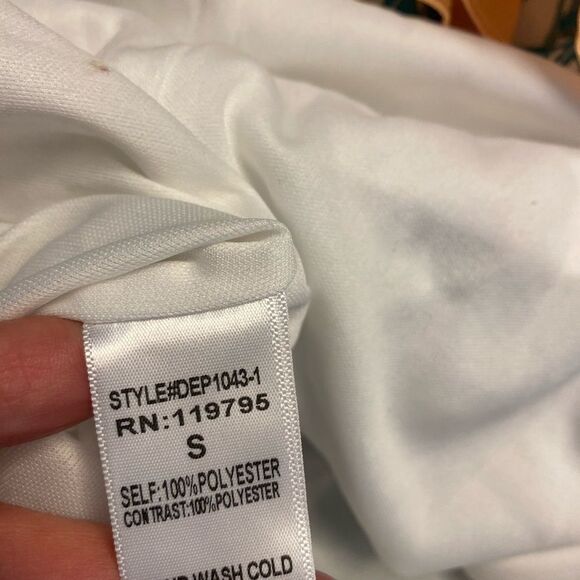 STYLE#DEP1043-1
RN:119795
S
SELF:100%POLYESTER
CONTRAST:100%POLYESTER
WASH COLD